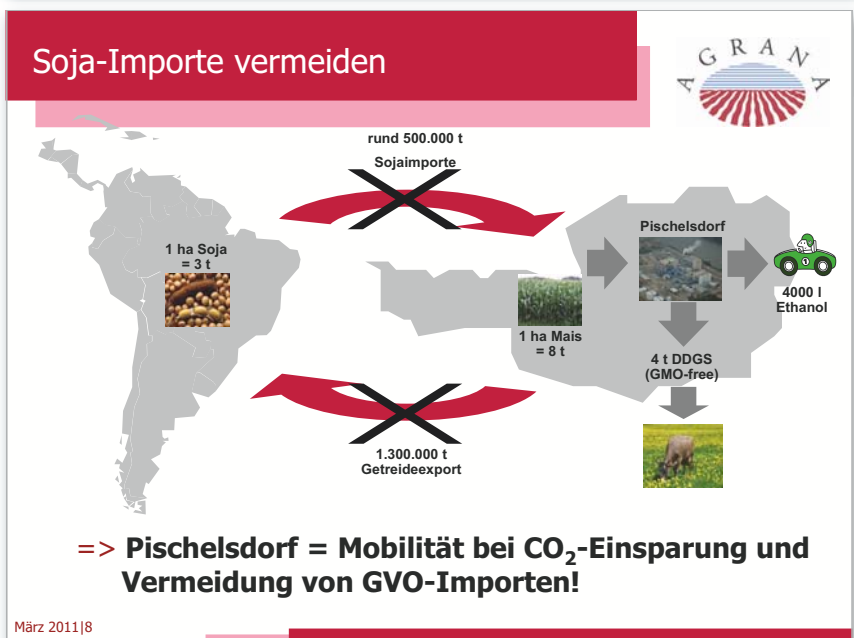 Soja-Importe vermeiden
AGRANA
rund 500.000 t
Sojaimporte
1 ha Soja
= 3 t
Pischelsdorf
1
4000 l
Ethanol
1 ha Mais
= 8 t
4 t DDGS
(GMO-free)
1.300.000 t
Getreideexport
=> Pischelsdorf = Mobilität bei CO₂-Einsparung und
Vermeidung von GVO-Importen!
März 2011|8